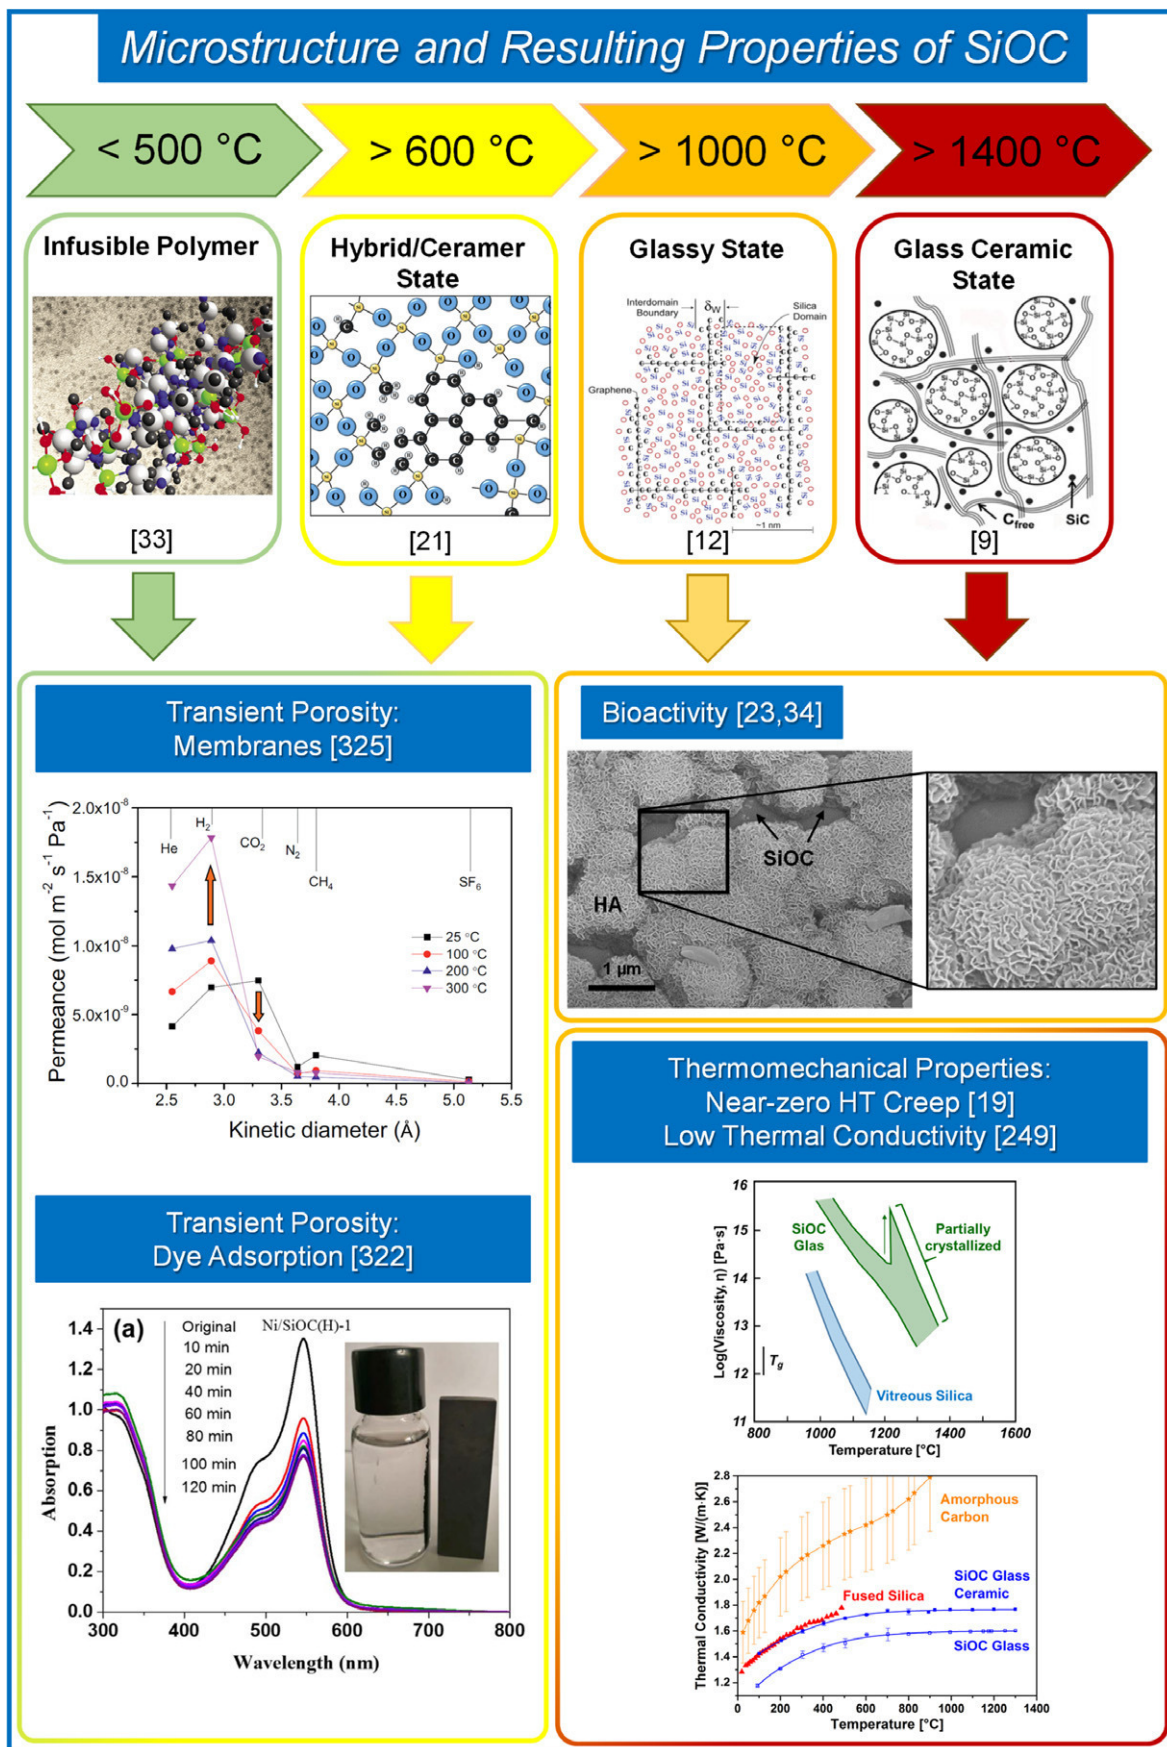 Microstructure and Resulting Properties of SiOC
< 500 °C
> 600 °C
> 1000 °C
> 1400 °C
Infusible Polymer
[33]
Hybrid/Ceramer
State
[21]
Glassy State
Interdomain
Boundary
δW
Silica
Domain
Graphene
~1 nm
[12]
Glass Ceramic
State
Cfree
SiC
[9]
Transient Porosity:
Membranes [325]
Permeance (mol m-2 s-1 Pa-1)
2.0x10-8
1.5x10-8
1.0x10-8
5.0x10-9
0.0
He
H2
CO2
N2
CH4
SF6
25 °C
100 °C
200 °C
300 °C
2.5 3.0 3.5 4.0 4.5 5.0 5.5
Kinetic diameter (Å)
Transient Porosity:
Dye Adsorption [322]
(a)
Ni/SiOC(H)-1
Original
10 min
20 min
40 min
60 min
80 min
100 min
120 min
Absorption
1.4
1.2
1.0
0.8
0.6
0.4
0.2
0.0
300 400 500 600 700 800
Wavelength (nm)
Bioactivity [23,34]
SiOC
HA
1 µm
Thermomechanical Properties:
Near-zero HT Creep [19]
Low Thermal Conductivity [249]
Log(Viscosity, η) [Pa·s]
16
15
14
13
12
11
SiOC
Glas
Partially
crystallized
Tg
Vitreous Silica
800 1000 1200 1400 1600
Temperature [°C]
Thermal Conductivity [W/(m·K)]
2.8
2.6
2.4
2.2
2.0
1.8
1.6
1.4
1.2
Amorphous
Carbon
SiOC Glass
Ceramic
Fused Silica
SiOC Glass
0 200 400 600 800 1000 1200 1400
Temperature [°C]